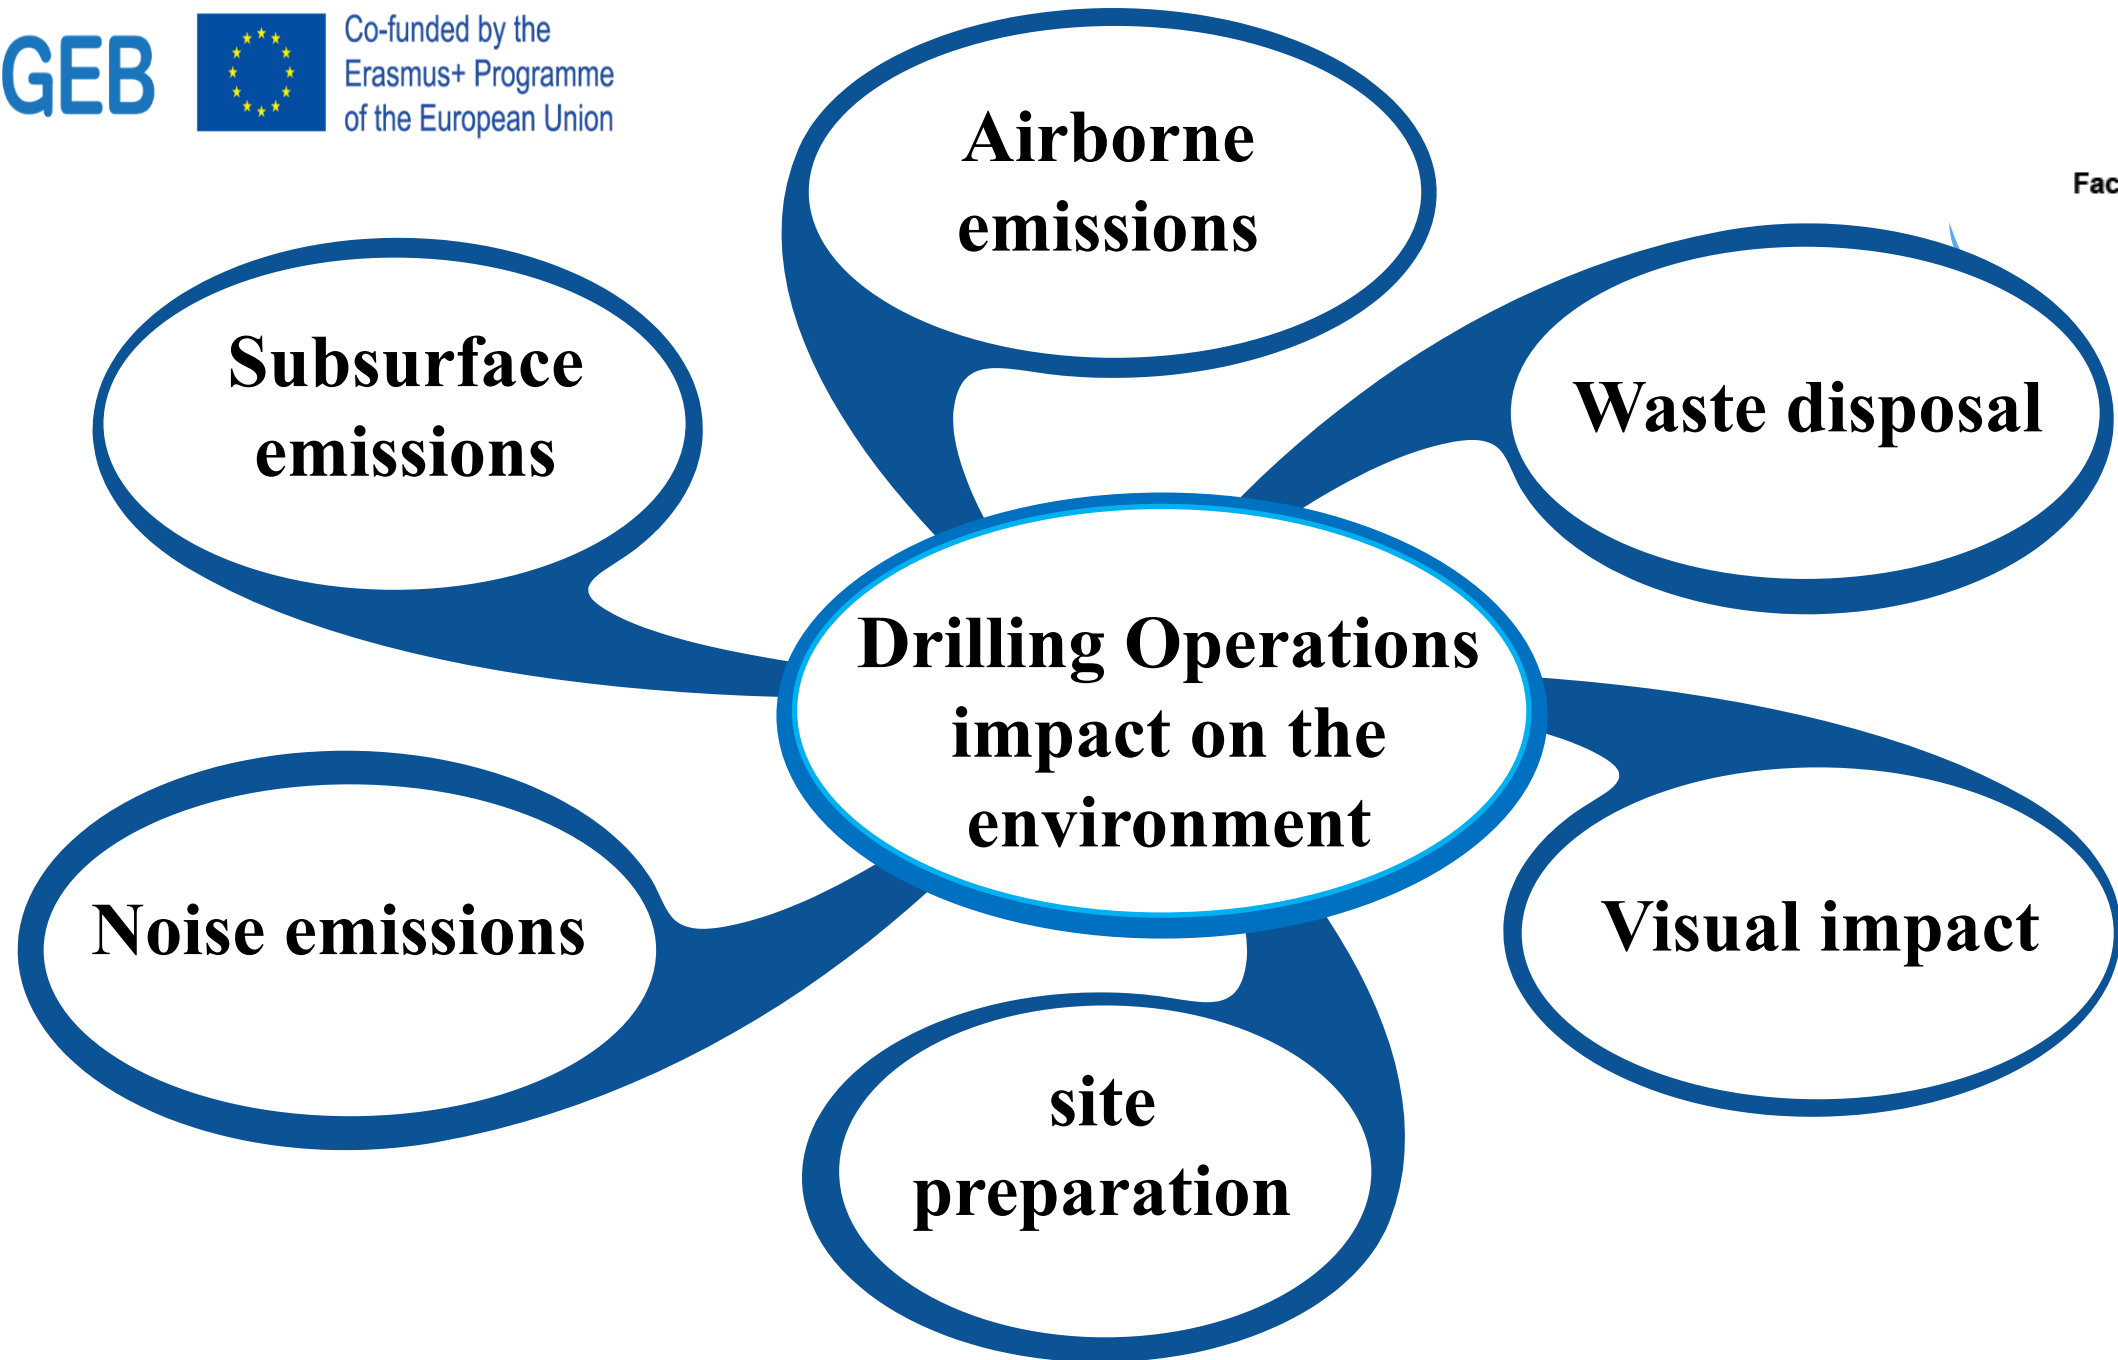 GEB
Co-funded by the
Erasmus+ Programme
of the European Union
Fac
Airborne
emissions
Subsurface
emissions
Waste disposal
Drilling Operations
impact on the
environment
Noise emissions
Visual impact
site
preparation